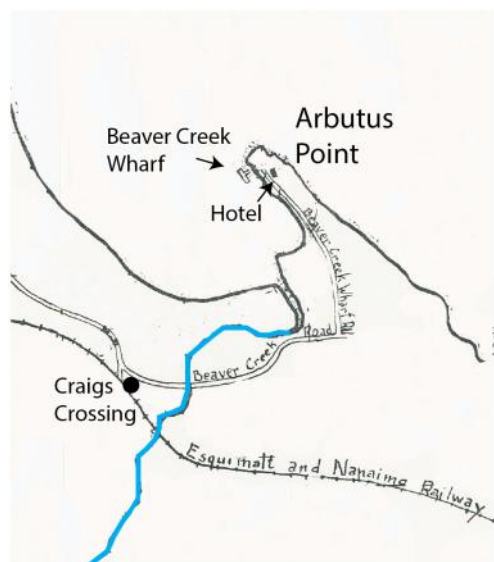 Arbutus
Point
Beaver Creek
Wharf
Hotel
Beaver Creek Wharf Rd
Beaver Creek Road
Craigs
Crossing
Esquimalt and Nanaimo Railway